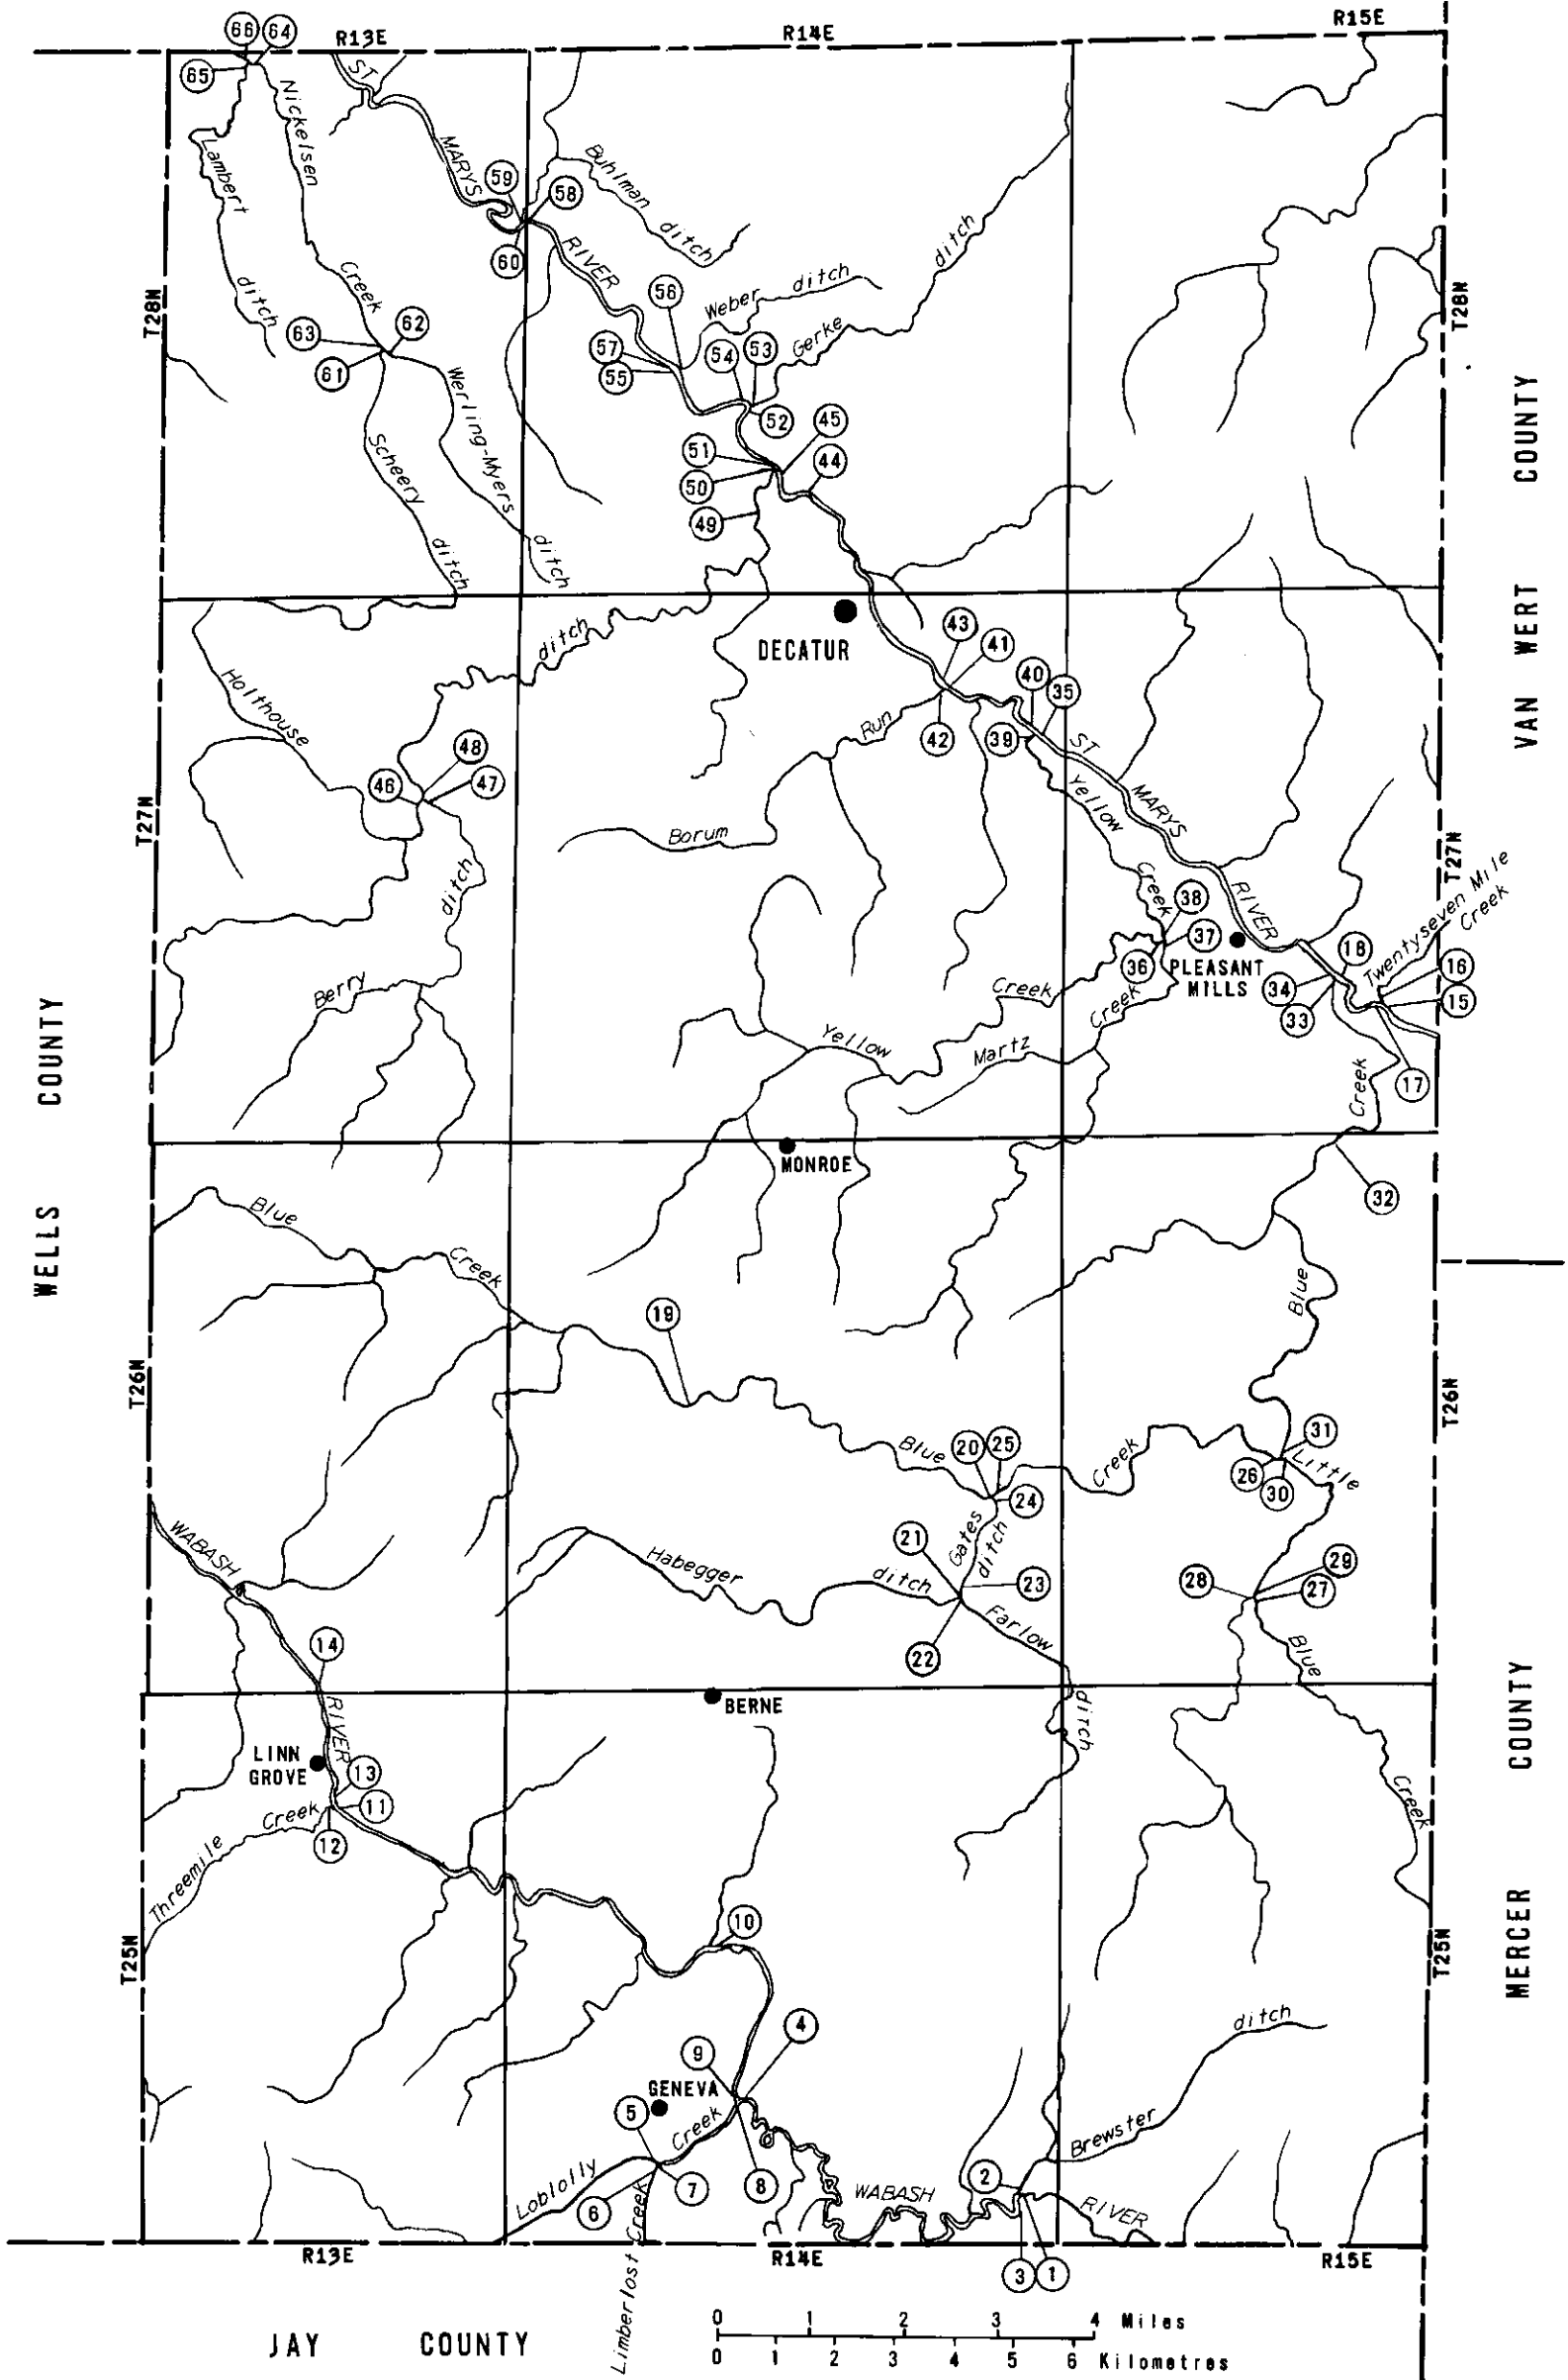 R13E
R14E
R15E
66
64
65
ST
Nickelsen
MARYS
Lambert
59
58
Buhlman
ditch
60
RIVER
ditch
T28N
T28N
Creek
ditch
56
Weber
ditch
63
62
61
57
55
54
53
Gerke
52
45
51
44
50
49
Werling-Myers
Scheery
ditch
ditch
COUNTY
VAN WERT
DECATUR
ditch
43
41
40
35
42
39
Run
ST
Yellow
MARYS
Holthouse
48
46
47
T27N
Borum
T27N
Creek
RIVER
ditch
38
37
36
PLEASANT
MILLS
18
Twentyseven Mile
Creek
16
34
15
33
17
Berry
Creek
Creek
Yellow
Martz
Creek
MONROE
32
COUNTY
WELLS
Blue
Creek
Blue
19
T26N
T26N
Blue
20
25
Creek
31
Little
26
30
24
Gates
ditch
21
WABASH
Habegger
ditch
23
28
29
27
Farlow
22
Blue
14
BERNE
RIVER
ditch
LINN
GROVE
13
Creek
11
12
Creek
Threemile
10
COUNTY
MERCER
T25N
T25N
ditch
4
9
GENEVA
5
Creek
Brewster
Loblolly
7
8
2
WABASH
RIVER
6
Limberlost Creek
R13E
R14E
R15E
3
1
JAY COUNTY
0 1 2 3 4 Miles
0 1 2 3 4 5 6 Kilometres